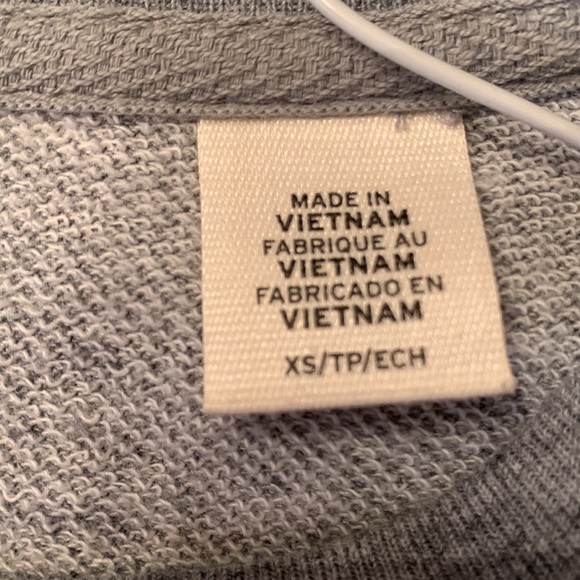 MADE IN
VIETNAM
FABRIQUE AU
VIETNAM
FABRICADO EN
VIETNAM
XS/TP/ECH